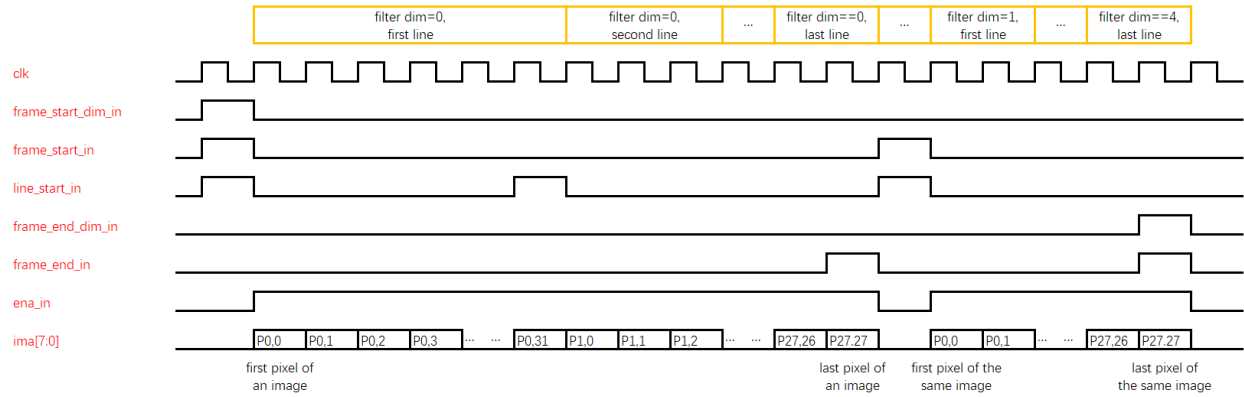 filter dim=0,
first line
filter dim=0,
second line
...
filter dim==0,
last line
...
filter dim=1,
first line
...
filter dim==4,
last line
clk
frame_start_dim_in
frame_start_in
line_start_in
frame_end_dim_in
frame_end_in
ena_in
ima[7:0]
P0,0 P0,1 P0,2 P0,3 ... ... P0,31 P1,0 P1,1 P1,2 ... ... P27,26 P27.27 P0,0 P0,1 ... ... P27,26 P27.27
first pixel of
an image
last pixel of
an image
first pixel of the
same image
last pixel of
the same image